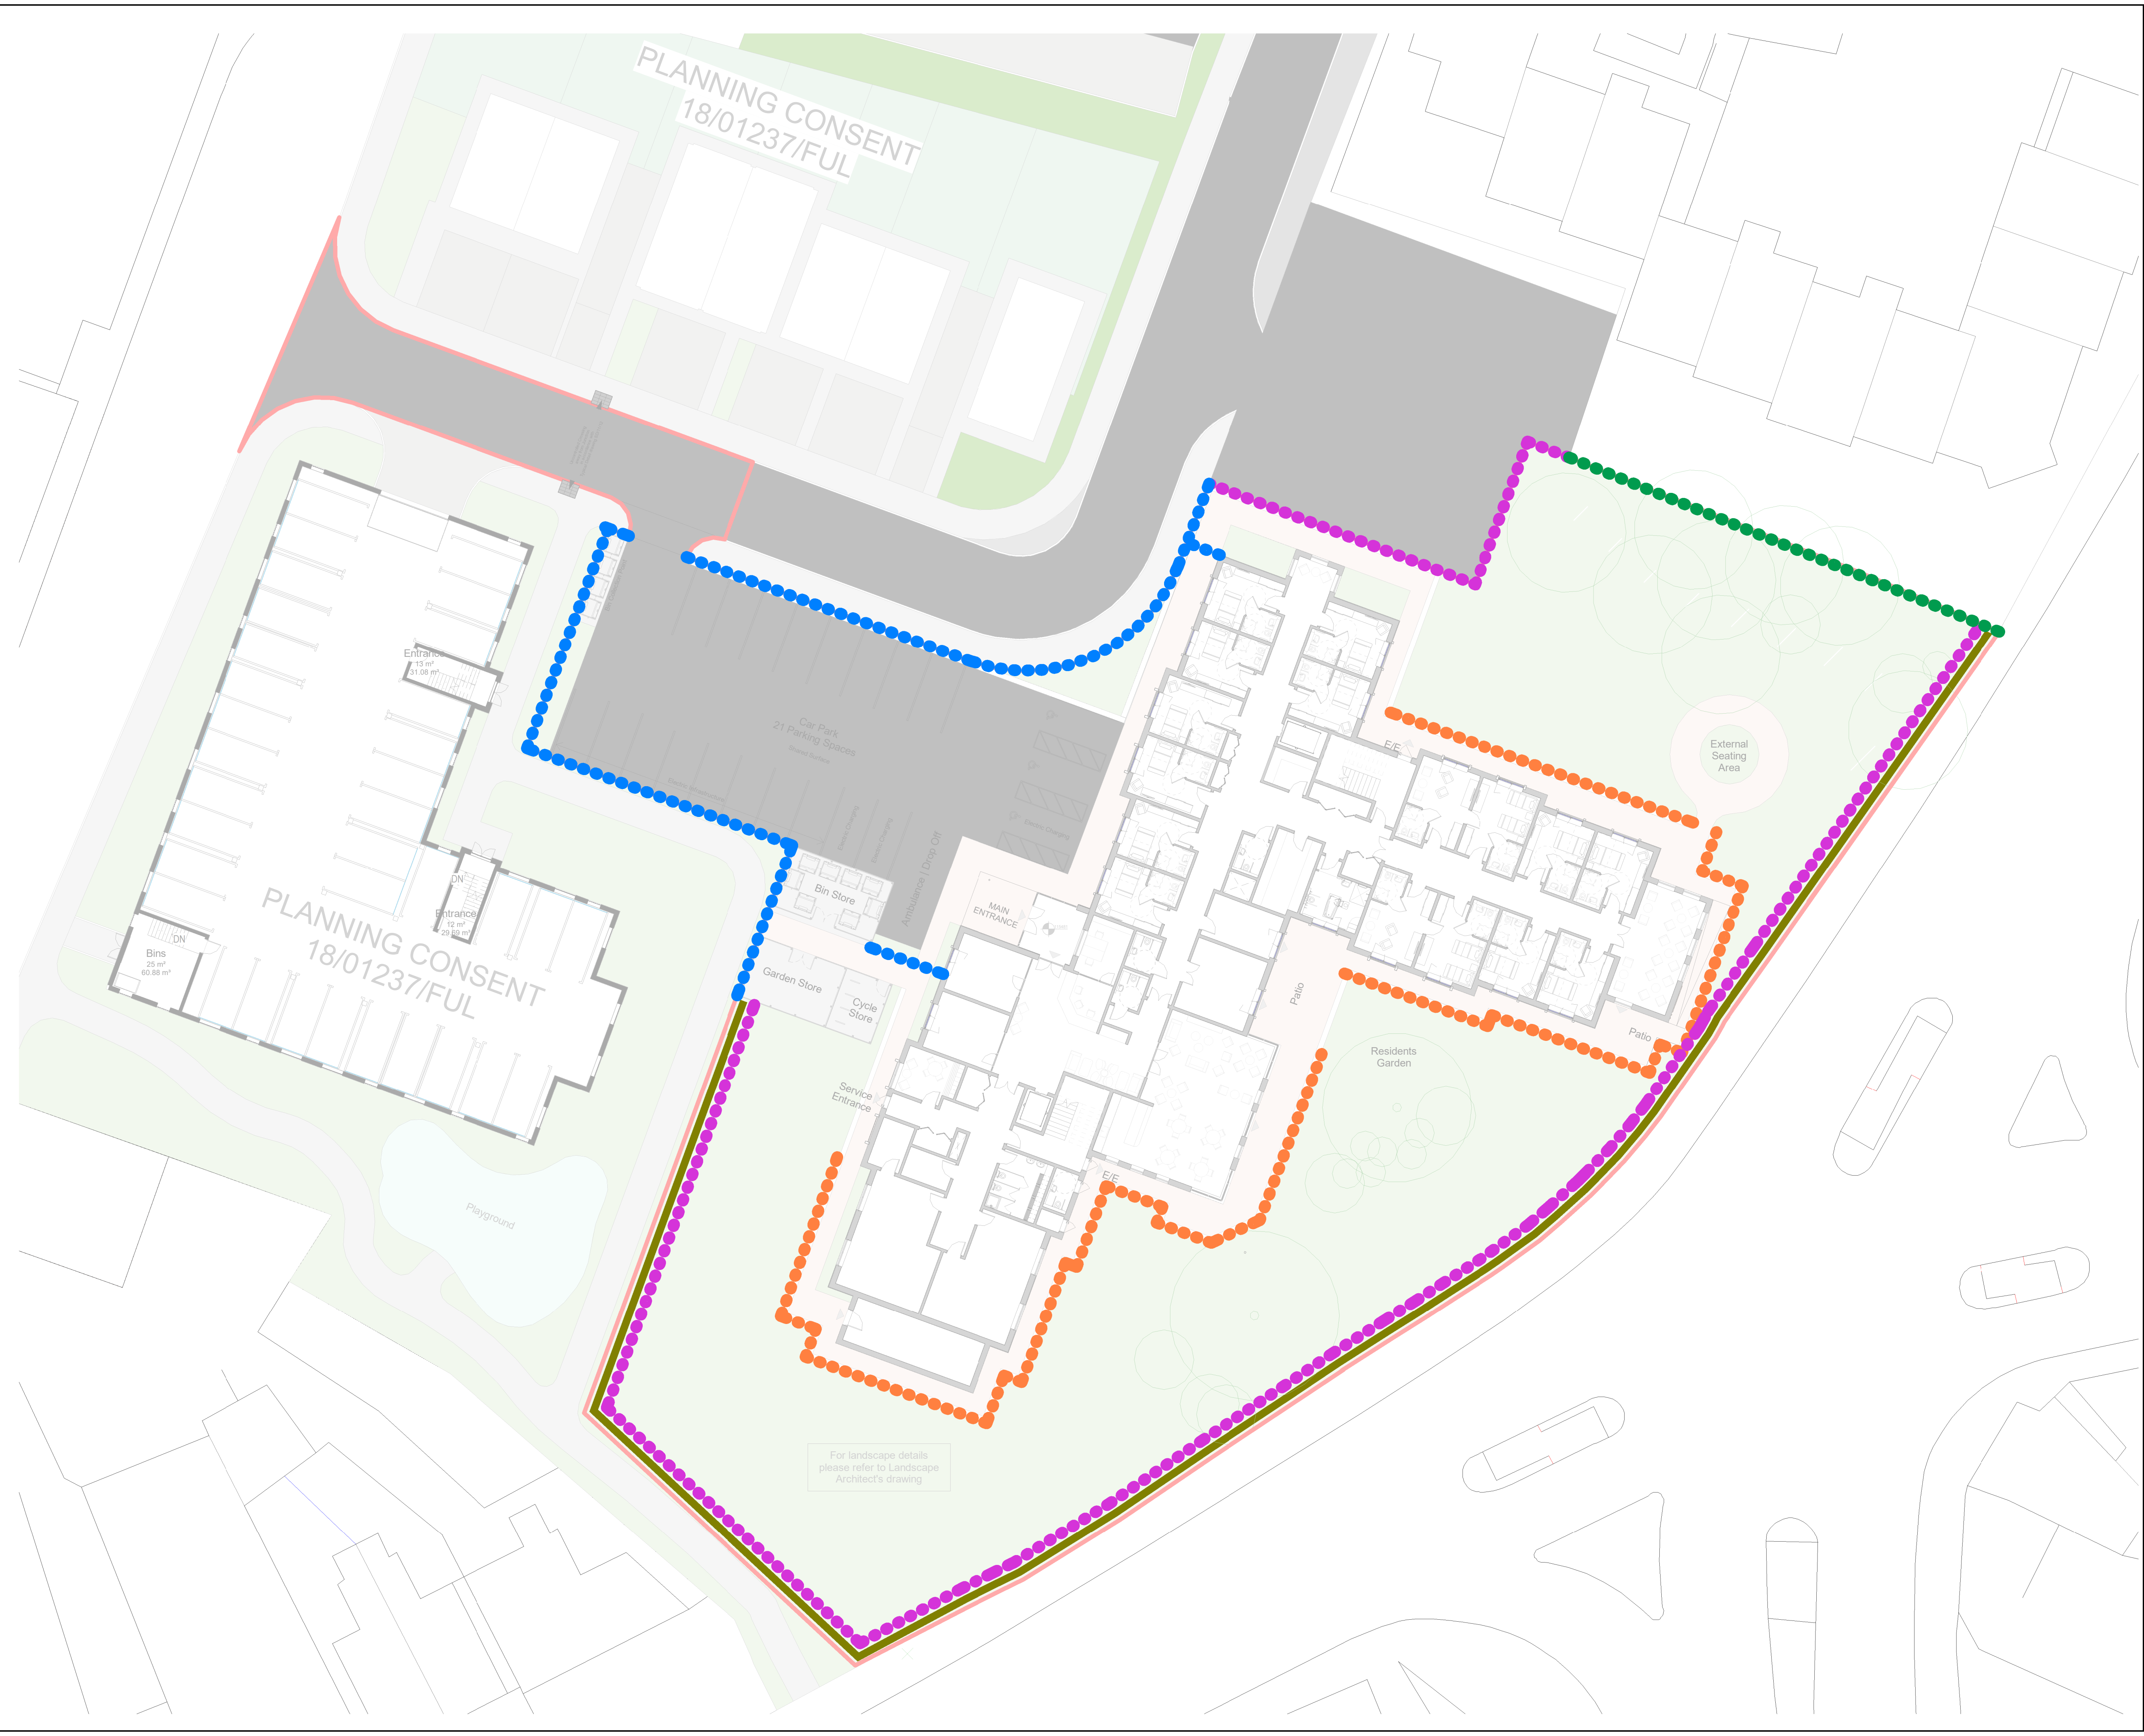 PLANNING CONSENT
18/01237/FUL
Entrance
13 m²
31.08 m²
Car Park
21 Parking Spaces
E/E
External
Seating
Area
DN
Entrance
12 m²
Bin Store
Ambulance | Drop Off
MAIN
ENTRANCE
PLANNING CONSENT
18/01237/FUL
DN
Bins
25 m²
60.88 m²
Garden Store
Cycle
Store
Patio
Patio
Residents
Garden
Service
Entrance
E/E
Playground
For landscape details
please refer to Landscape
Architect's drawing